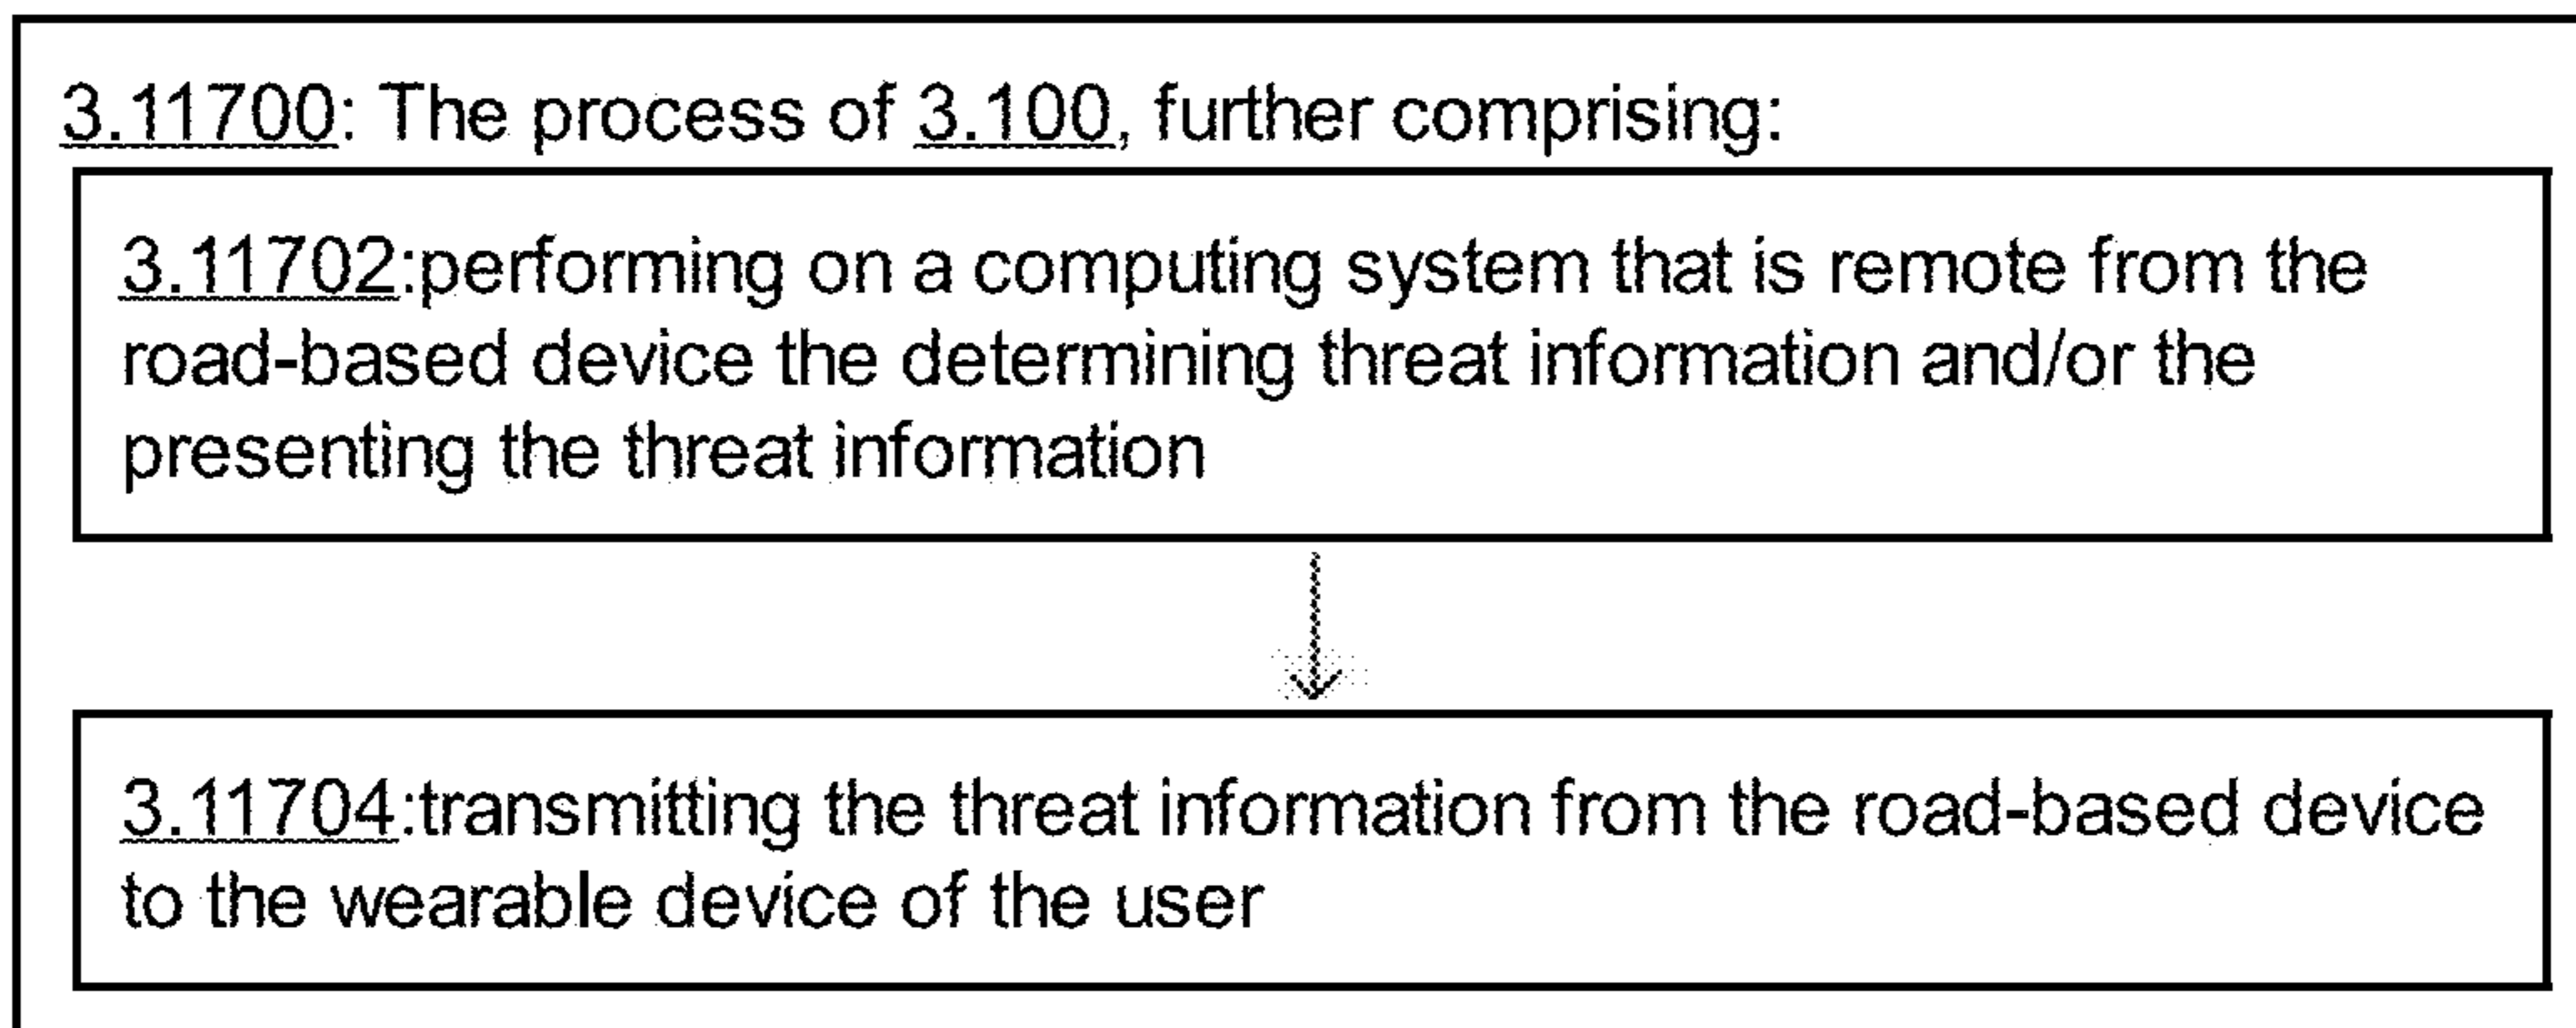 3.11700: The process of 3.100, further comprising:
3.11702:performing on a computing system that is remote from the
road-based device the determining threat information and/or the
presenting the threat information
3.11704:transmitting the threat information from the road-based device
to the wearable device of the user